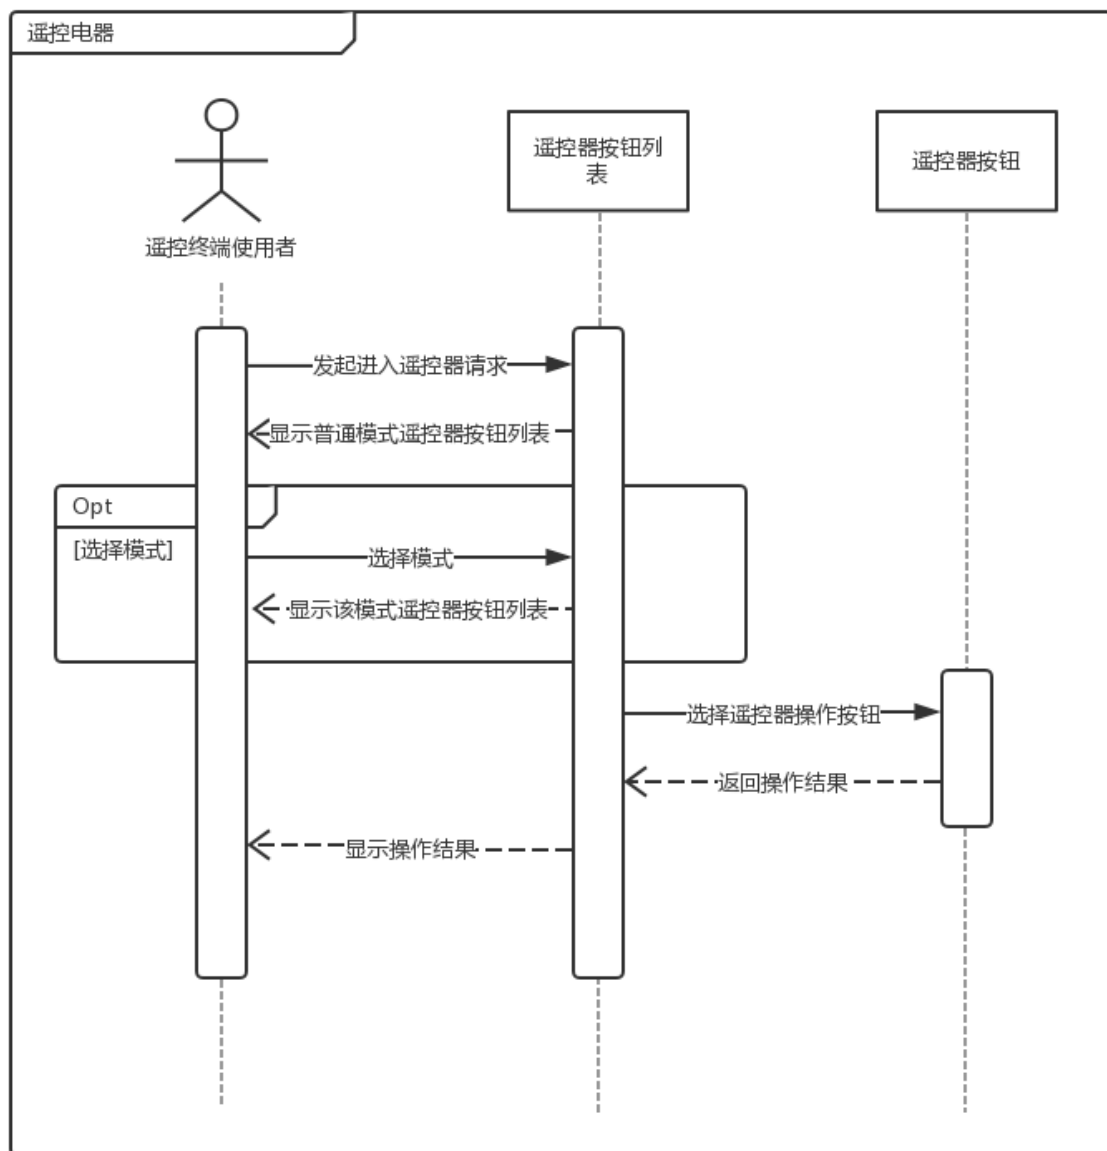 遥控电器
遥控器按钮列
表
遥控器按钮
遥控终端使用者
发起进入遥控器请求
显示普通模式遥控器按钮列表
Opt
[选择模式]
选择模式
显示该模式遥控器按钮列表
选择遥控器操作按钮
返回操作结果
显示操作结果